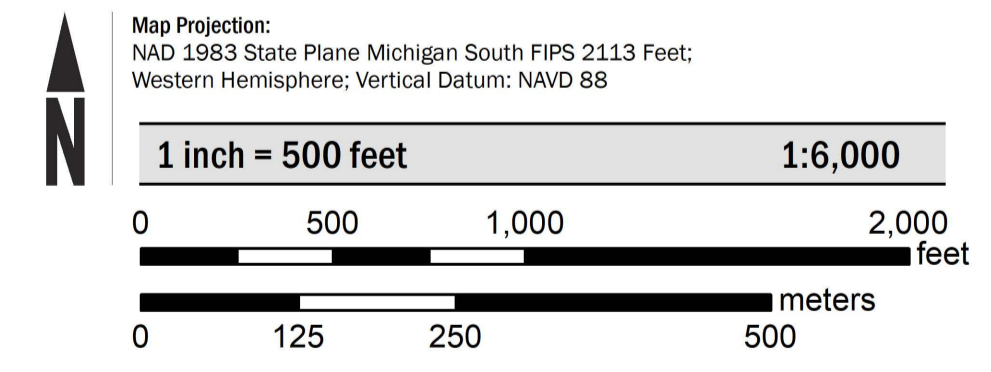 Map Projection:
NAD 1983 State Plane Michigan South FIPS 2113 Feet;
Western Hemisphere; Vertical Datum: NAVD 88
N
1 inch = 500 feet 1:6,000
0 500 1,000 2,000
feet
meters
0 125 250 500